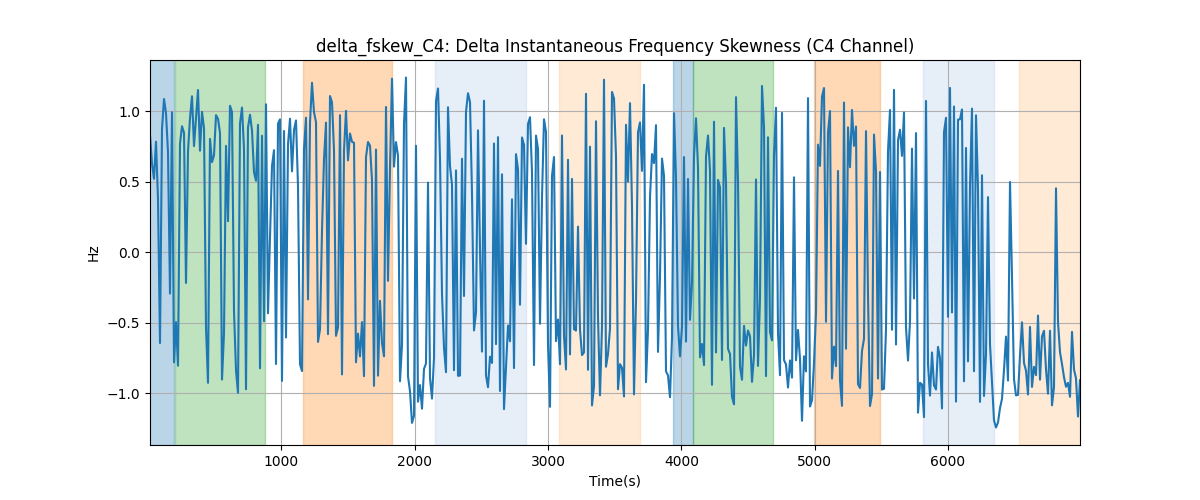 delta_fskew_C4: Delta Instantaneous Frequency Skewness (C4 Channel)
1.0
0.5
0.0
−0.5
−1.0
Hz
1000 2000 3000 4000 5000 6000
Time(s)